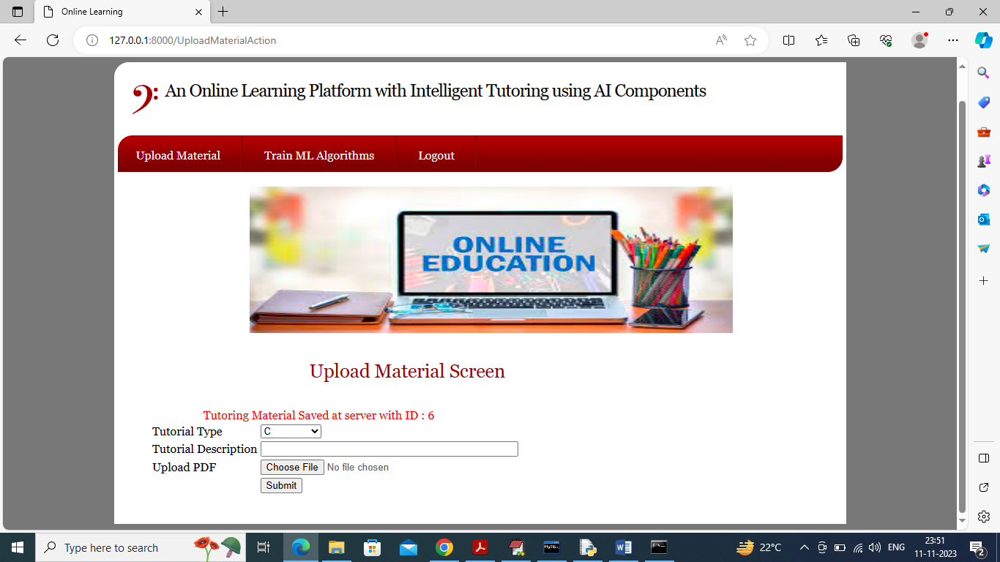 Online Learning
127.0.0.1:8000/UploadMaterialAction
An Online Learning Platform with Intelligent Tutoring using AI Components
Upload Material Train ML Algorithms Logout
ONLINE
EDUCATION
Upload Material Screen
Tutoring Material Saved at server with ID : 6
Tutorial Type C
Tutorial Description
Upload PDF Choose File No file chosen
Submit
Type here to search 22°C ENG 23:51
11-11-2023 2